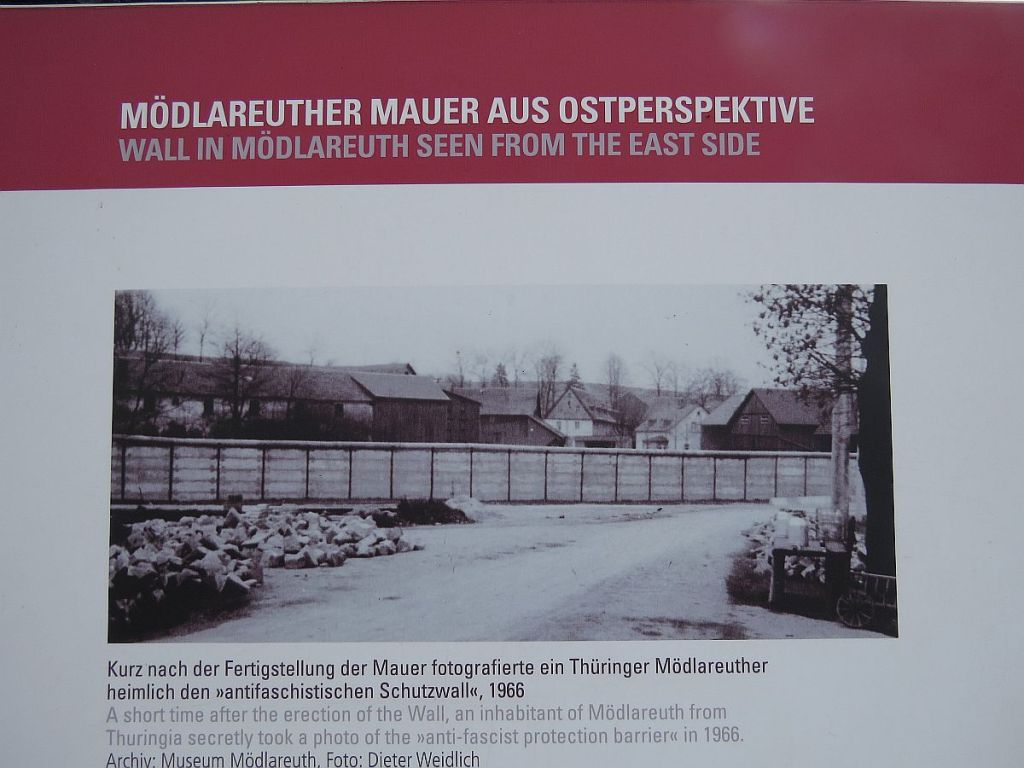 MÖDLAREUTHER MAUER AUS OSTPERSPEKTIVE
WALL IN MÖDLAREUTH SEEN FROM THE EAST SIDE
Kurz nach der Fertigstellung der Mauer fotografierte ein Thüringer Mödlareuther
heimlich den »antifaschistischen Schutzwall«, 1966
A short time after the erection of the Wall, an inhabitant of Mödlareuth from
Thuringia secretly took a photo of the »anti-fascist protection barrier« in 1966.
Archiv: Museum Mödlareuth, Foto: Dieter Weidlich